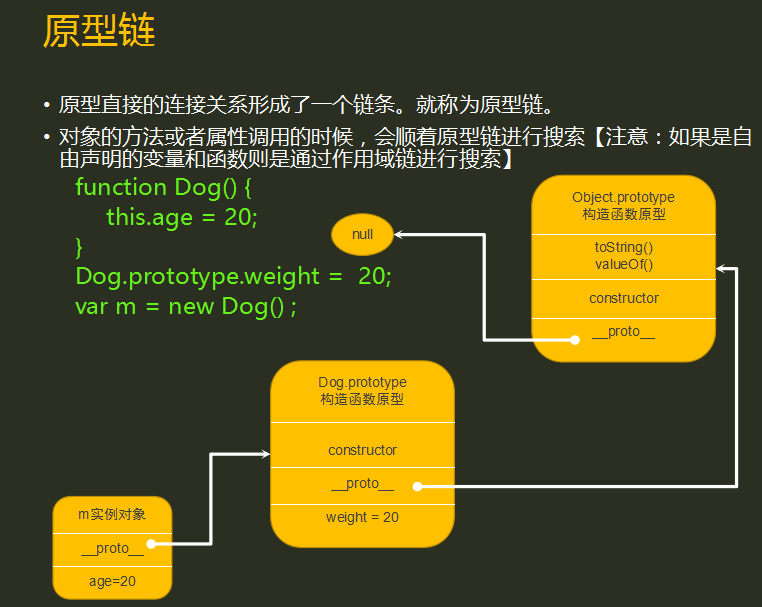 原型链
• 原型直接的连接关系形成了一个链条。就称为原型链。
• 对象的方法或者属性调用的时候，会顺着原型链进行搜索【注意：如果是自
由声明的变量和函数则是通过作用域链进行搜索】
function Dog() {
this.age = 20;
}
Dog.prototype.weight = 20;
var m = new Dog() ;
null
Object.prototype
构造函数原型
toString()
valueOf()
constructor
__proto__
Dog.prototype
构造函数原型
constructor
__proto__
weight = 20
m实例对象
__proto__
age=20